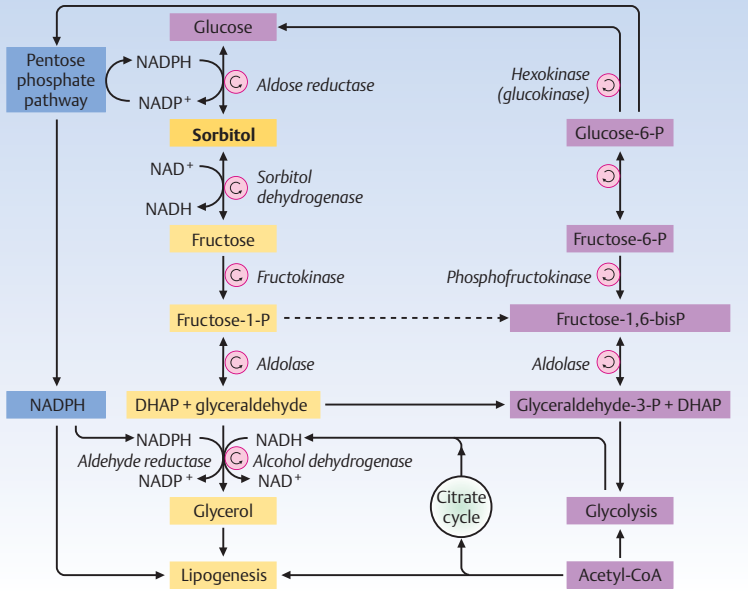 Glucose
Pentose
phosphate
pathway
NADPH
NADP+
Aldose reductase
Hexokinase
(glucokinase)
Sorbitol
Glucose-6-P
NAD+
NADH
Sorbitol
dehydrogenase
Fructose
Fructose-6-P
Fructokinase
Phosphofructokinase
Fructose-1-P
Fructose-1,6-bisP
Aldolase
Aldolase
NADPH
DHAP + glyceraldehyde
Glyceraldehyde-3-P + DHAP
NADPH
NADH
Aldehyde reductase
Alcohol dehydrogenase
NADP+
NAD+
Citrate
cycle
Glycerol
Glycolysis
Lipogenesis
Acetyl-CoA